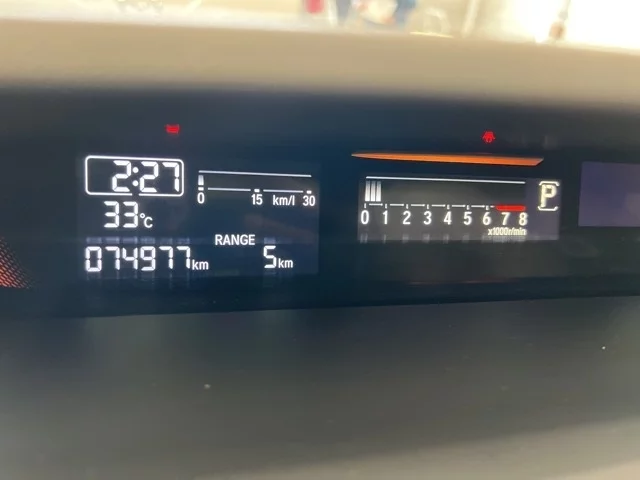 2:27
0 15 km/l 30
33°C
RANGE
074977km 5km
P
0 1 2 3 4 5 6 7 8
x1000r/min